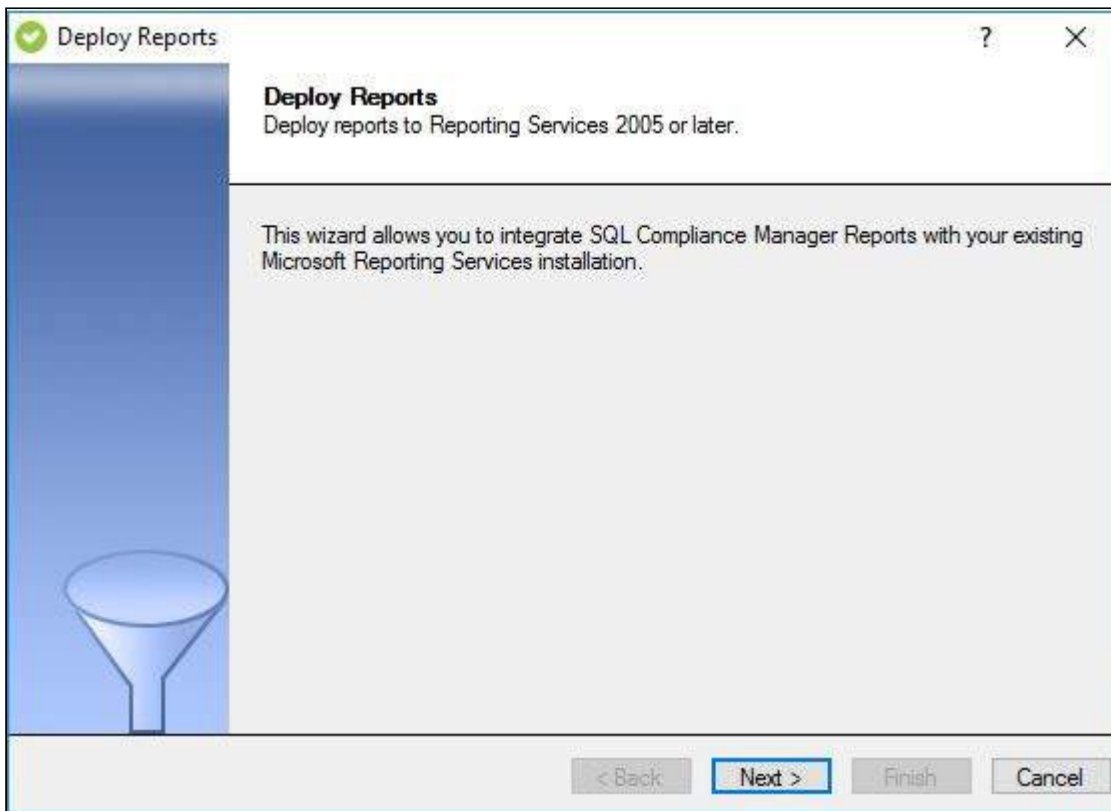 Deploy Reports
?
Deploy Reports
Deploy reports to Reporting Services 2005 or later.
This wizard allows you to integrate SQL Compliance Manager Reports with your existing
Microsoft Reporting Services installation.
< Back
Next >
Finish
Cancel